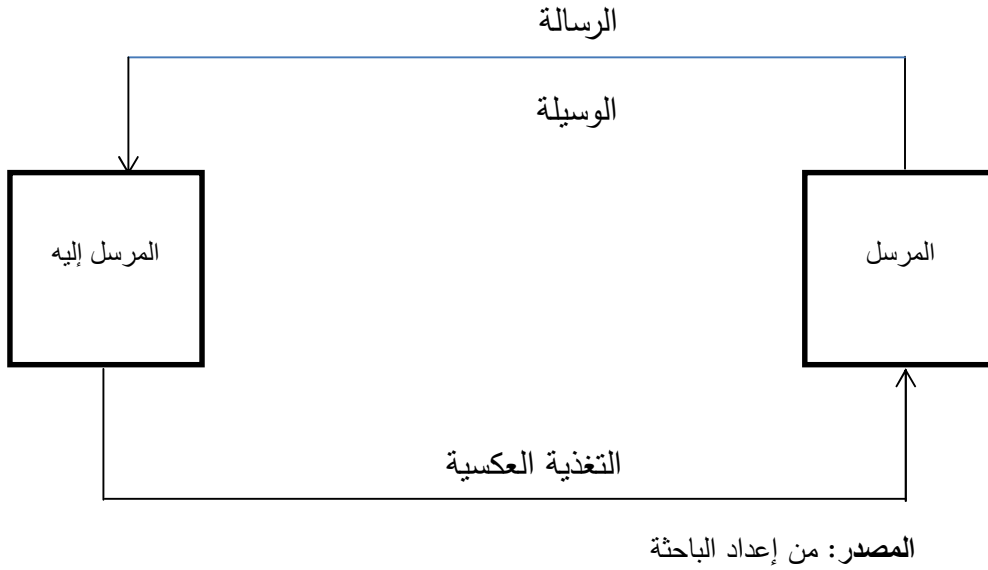 الرسالة
الوسيلة
المرسل
المرسل إليه
التغذية العكسية
المصدر: من إعداد الباحثة